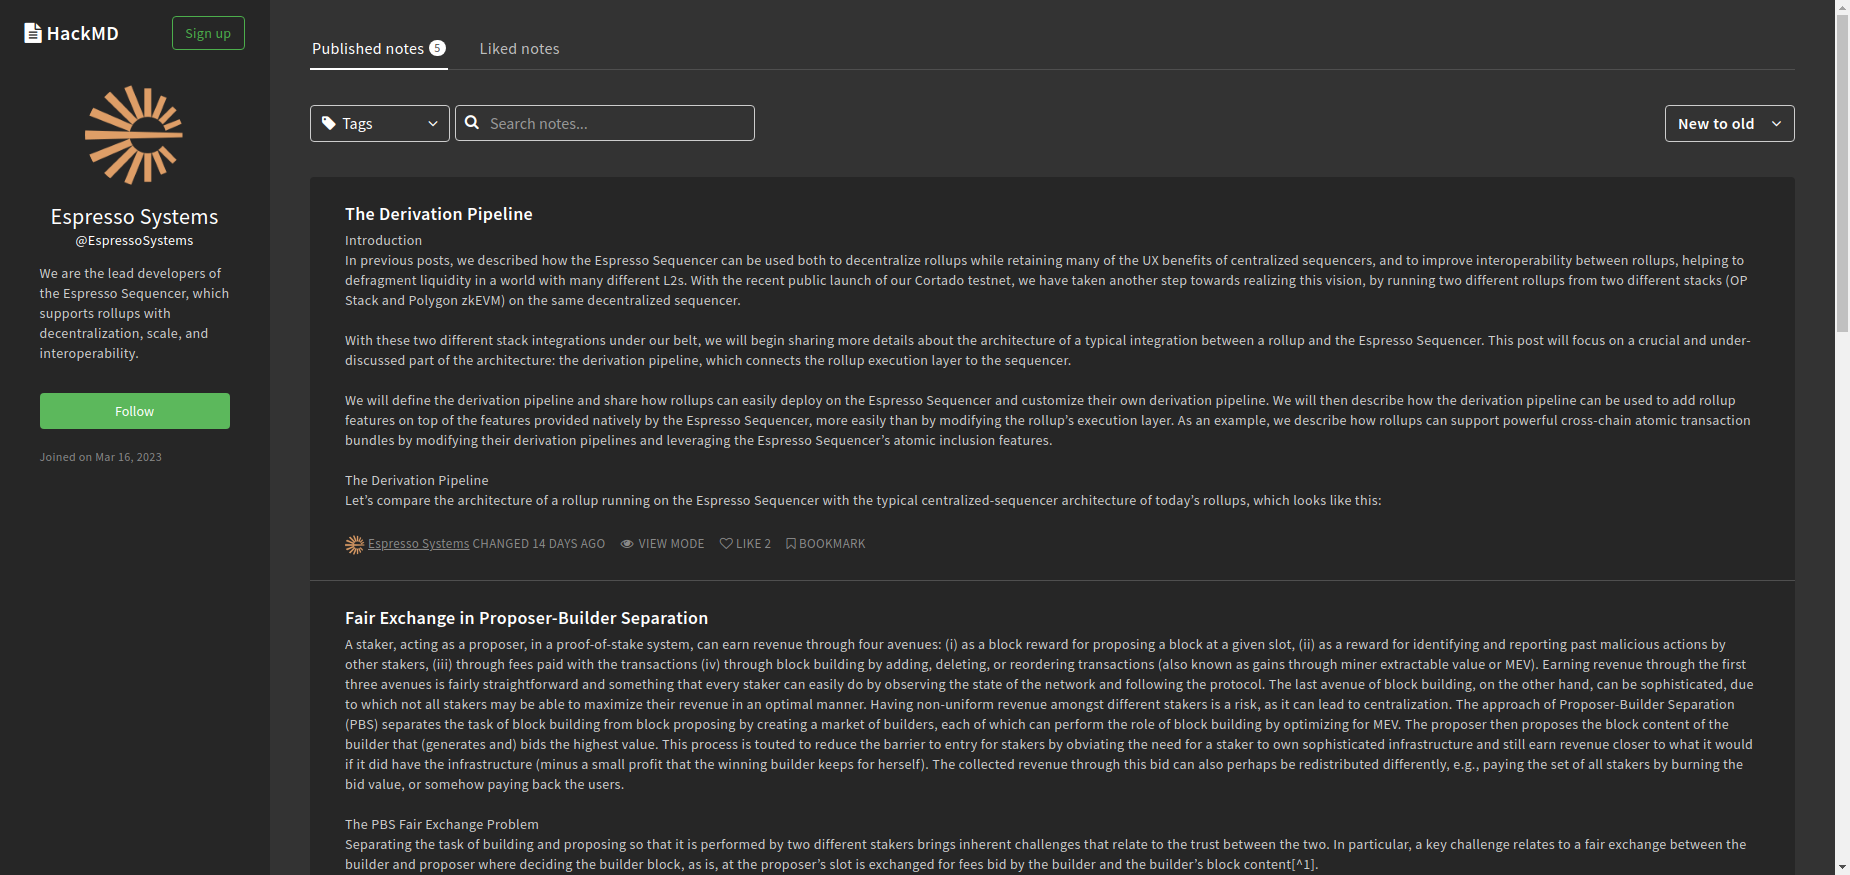 HackMD
Sign up
Espresso Systems
@EspressoSystems
We are the lead developers of
the Espresso Sequencer, which
supports rollups with
decentralization, scale, and
interoperability.
Follow
Joined on Mar 16, 2023
Published notes 5
Liked notes
Tags
Search notes...
New to old
The Derivation Pipeline
Introduction
In previous posts, we described how the Espresso Sequencer can be used both to decentralize rollups while retaining many of the UX benefits of centralized sequencers, and to improve interoperability between rollups, helping to
defragment liquidity in a world with many different L2s. With the recent public launch of our Cortado testnet, we have taken another step towards realizing this vision, by running two different rollups from two different stacks (OP
Stack and Polygon zkEVM) on the same decentralized sequencer.
With these two different stack integrations under our belt, we will begin sharing more details about the architecture of a typical integration between a rollup and the Espresso Sequencer. This post will focus on a crucial and under-
discussed part of the architecture: the derivation pipeline, which connects the rollup execution layer to the sequencer.
We will define the derivation pipeline and share how rollups can easily deploy on the Espresso Sequencer and customize their own derivation pipeline. We will then describe how the derivation pipeline can be used to add rollup
features on top of the features provided natively by the Espresso Sequencer, more easily than by modifying the rollup's execution layer. As an example, we describe how rollups can support powerful cross-chain atomic transaction
bundles by modifying their derivation pipelines and leveraging the Espresso Sequencer's atomic inclusion features.
The Derivation Pipeline
Let's compare the architecture of a rollup running on the Espresso Sequencer with the typical centralized-sequencer architecture of today's rollups, which looks like this:
Espresso Systems CHANGED 14 DAYS AGO VIEW MODE LIKE 2 BOOKMARK
Fair Exchange in Proposer-Builder Separation
A staker, acting as a proposer, in a proof-of-stake system, can earn revenue through four avenues: (i) as a block reward for proposing a block at a given slot, (ii) as a reward for identifying and reporting past malicious actions by
other stakers, (iii) through fees paid with the transactions (iv) through block building by adding, deleting, or reordering transactions (also known as gains through miner extractable value or MEV). Earning revenue through the first
three avenues is fairly straightforward and something that every staker can easily do by observing the state of the network and following the protocol. The last avenue of block building, on the other hand, can be sophisticated, due
to which not all stakers may be able to maximize their revenue in an optimal manner. Having non-uniform revenue amongst different stakers is a risk, as it can lead to centralization. The approach of Proposer-Builder Separation
(PBS) separates the task of block building from block proposing by creating a market of builders, each of which can perform the role of block building by optimizing for MEV. The proposer then proposes the block content of the
builder that (generates and) bids the highest value. This process is touted to reduce the barrier to entry for stakers by obviating the need for a staker to own sophisticated infrastructure and still earn revenue closer to what it would
if it did have the infrastructure (minus a small profit that the winning builder keeps for herself). The collected revenue through this bid can also perhaps be redistributed differently, e.g., paying the set of all stakers by burning the
bid value, or somehow paying back the users.
The PBS Fair Exchange Problem
Separating the task of building and proposing so that it is performed by two different stakers brings inherent challenges that relate to the trust between the two. In particular, a key challenge relates to a fair exchange between the
builder and proposer where deciding the builder block, as is, at the proposer's slot is exchanged for fees bid by the builder and the builder's block content[^1].